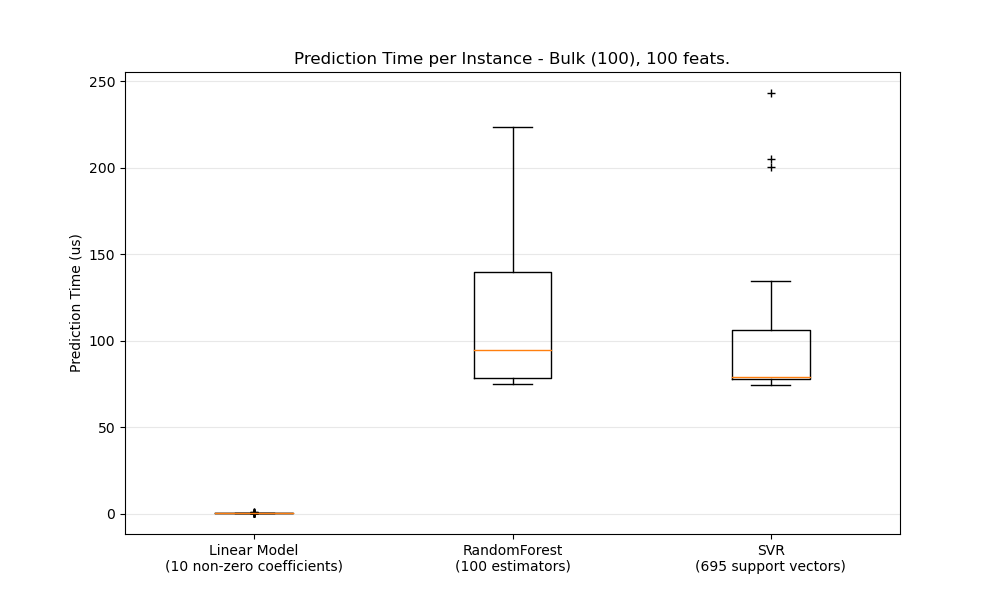 Prediction Time per Instance - Bulk (100), 100 feats.
250
200
150
100
50
0
Prediction Time (us)
Linear Model
(10 non-zero coefficients)
RandomForest
(100 estimators)
SVR
(695 support vectors)